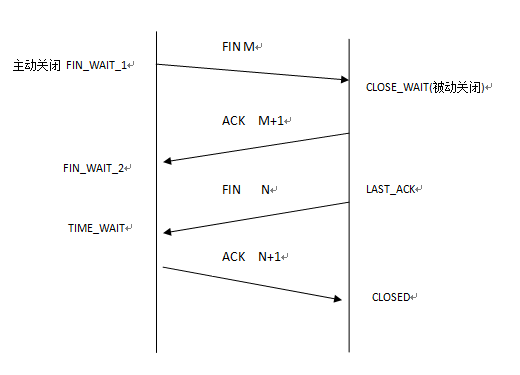 FIN M
主动关闭 FIN_WAIT_1
CLOSE_WAIT(被动关闭)
ACK M+1
FIN_WAIT_2
FIN N
LAST_ACK
TIME_WAIT
ACK N+1
CLOSED